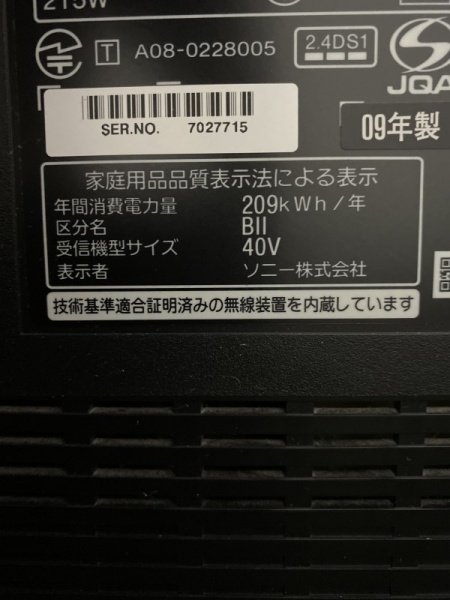 215W
T A08-0228005 2.4DS1
JQA
SER.NO. 7027715
09年製
家庭用品品質表示法による表示
年間消費電力量 209kWh/年
区分名 BII
受信機型サイズ 40V
表示者 ソニー株式会社
技術基準適合証明済みの無線装置を内蔵しています